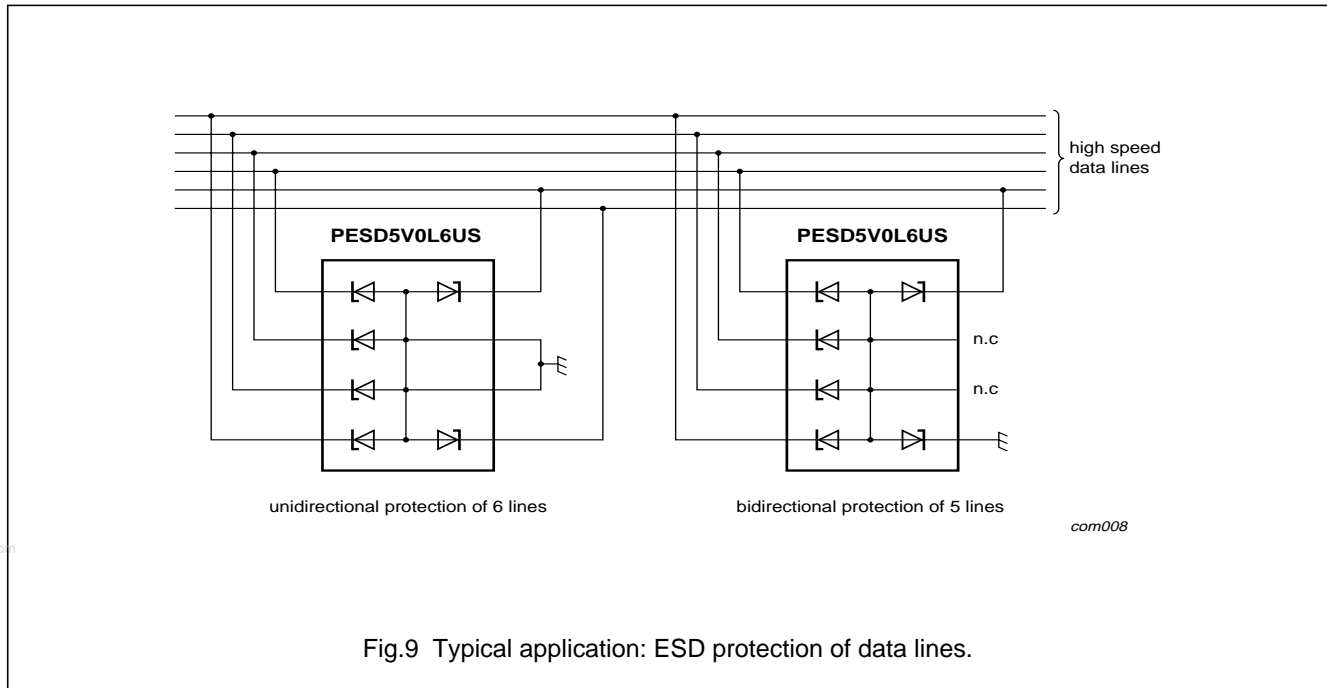 high speed
data lines
PESD5V0L6US
PESD5V0L6US
n.c
n.c
unidirectional protection of 6 lines
bidirectional protection of 5 lines
com008
om
Fig.9 Typical application: ESD protection of data lines.